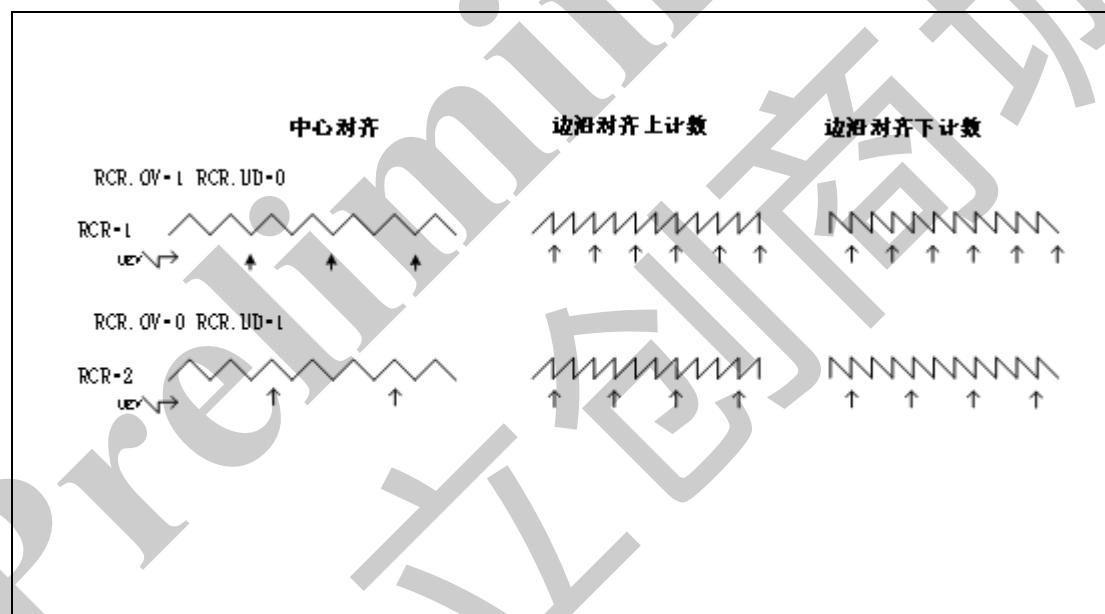 中心对齐
边沿对齐上计数
边沿对齐下计数
RCR.OV=1 RCR.UD=0
RCR=1
UEV
RCR.OV=0 RCR.UD=1
RCR=2
UEV
Prelimin
立创商城